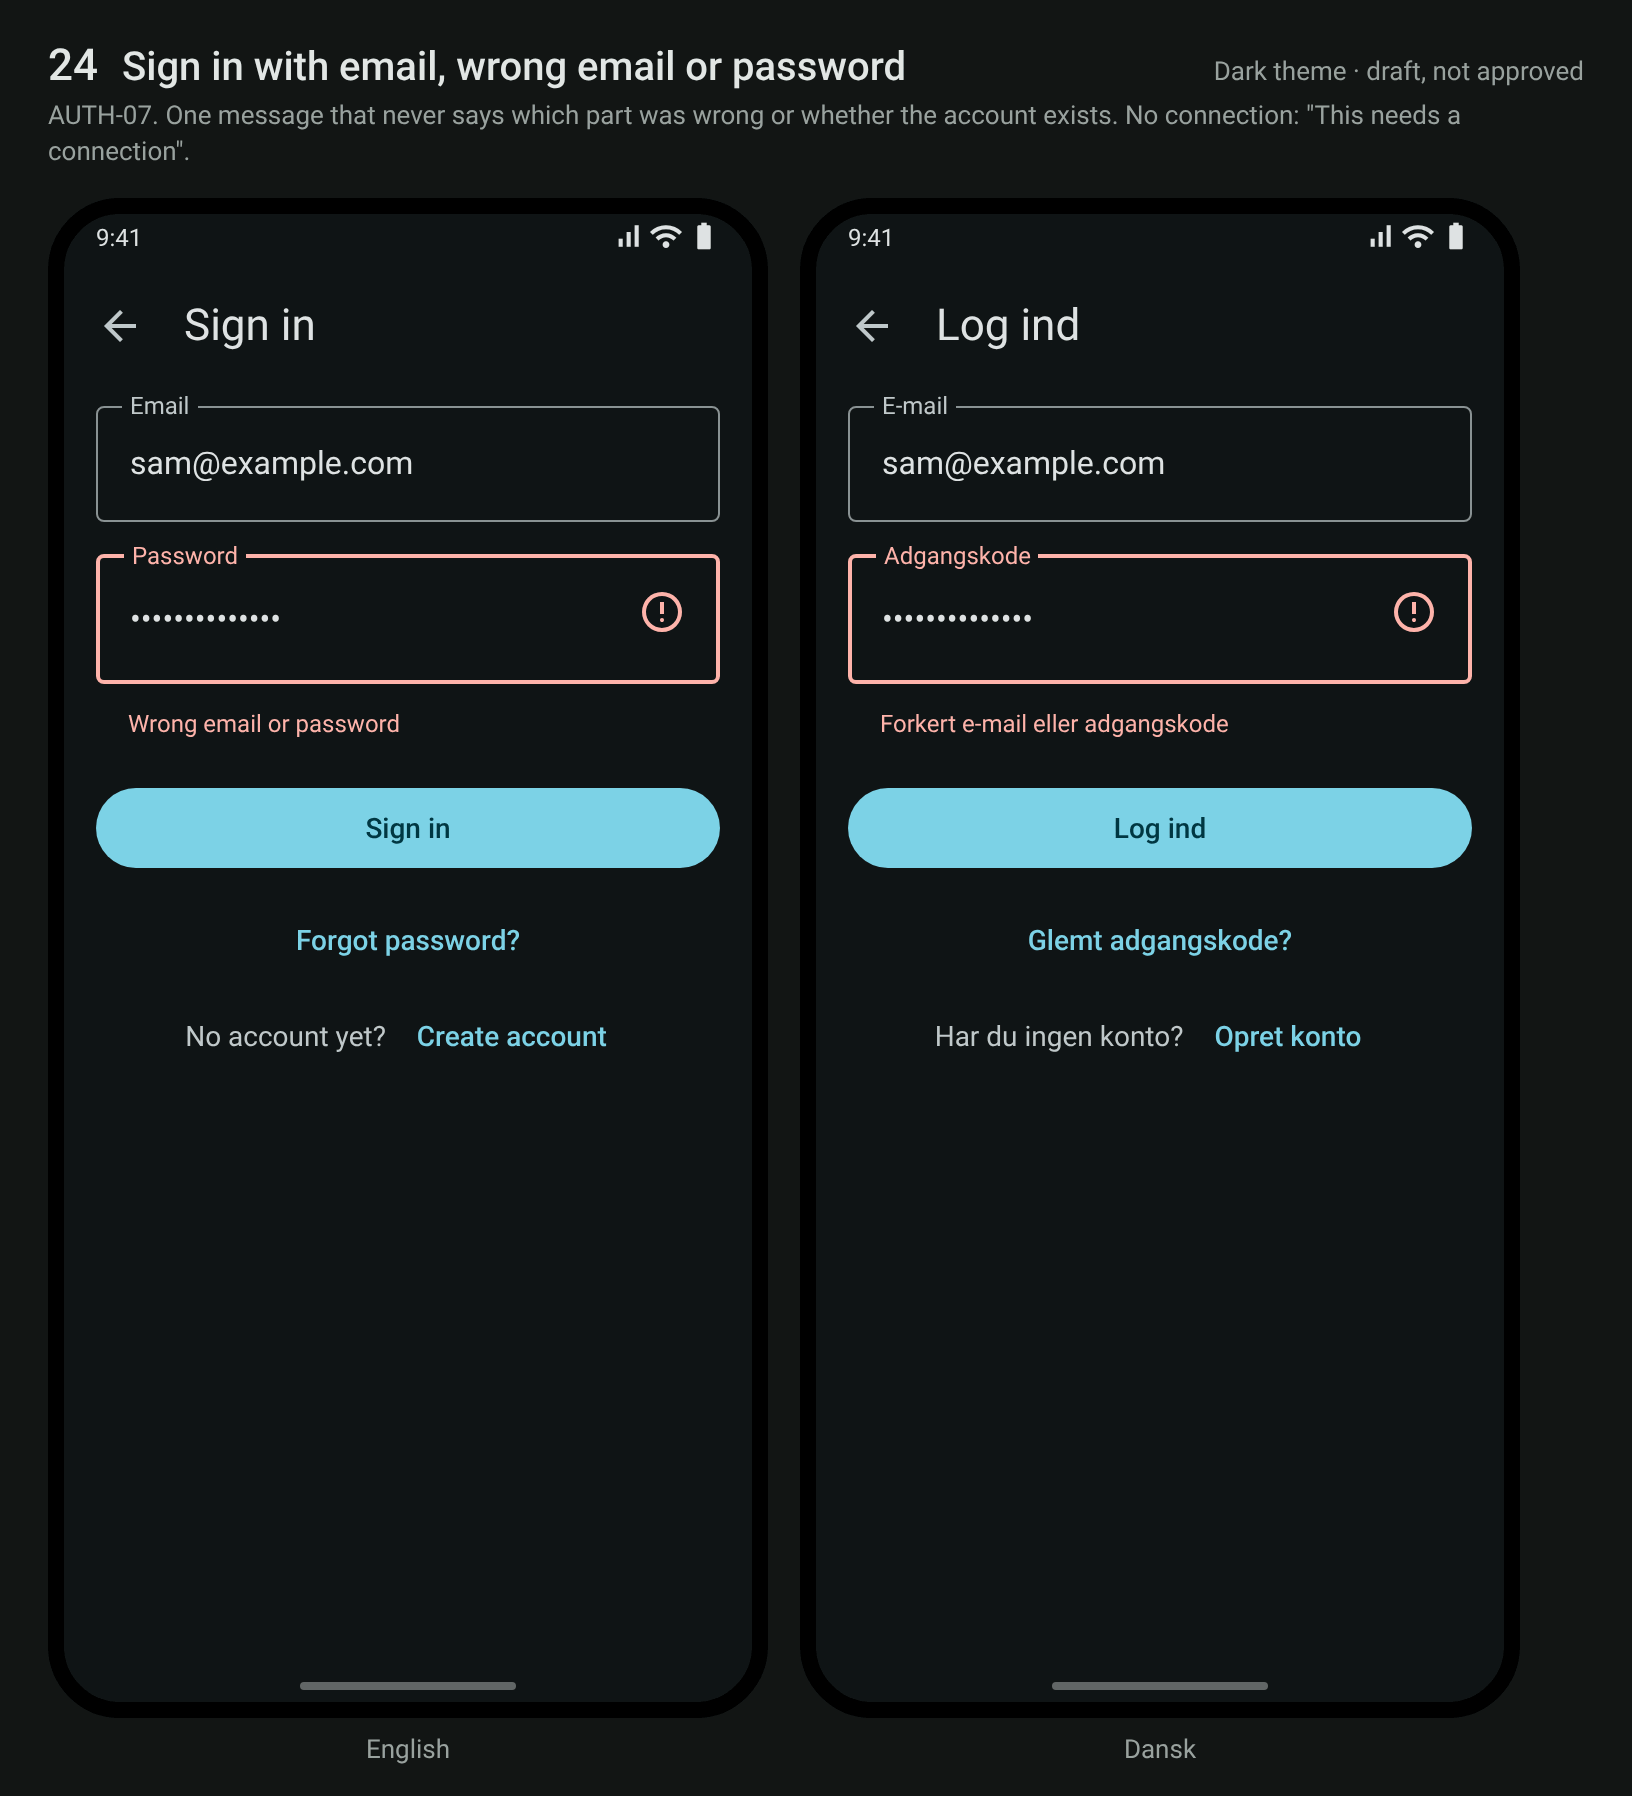 24 Sign in with email, wrong email or password
Dark theme · draft, not approved
AUTH-07. One message that never says which part was wrong or whether the account exists. No connection: "This needs a
connection".
9:41
Sign in
Email
sam@example.com
Password
••••••••••••••
Wrong email or password
Sign in
Forgot password?
No account yet? Create account
English
9:41
Log ind
E-mail
sam@example.com
Adgangskode
••••••••••••••
Forkert e-mail eller adgangskode
Log ind
Glemt adgangskode?
Har du ingen konto? Opret konto
Dansk